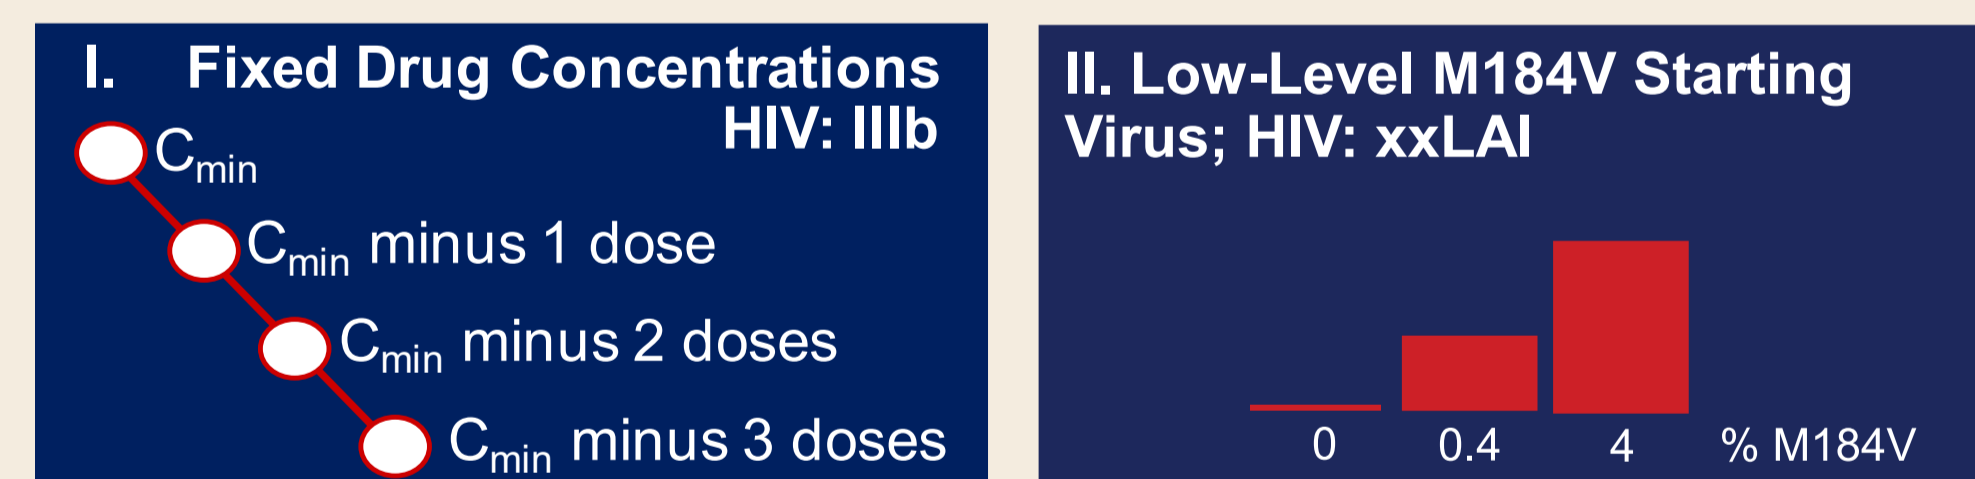 I. Fixed Drug Concentrations
HIV: IIIb
Cmin
Cmin minus 1 dose
Cmin minus 2 doses
Cmin minus 3 doses
II. Low-Level M184V Starting
Virus; HIV: xxLAI
0 0.4 4 % M184V